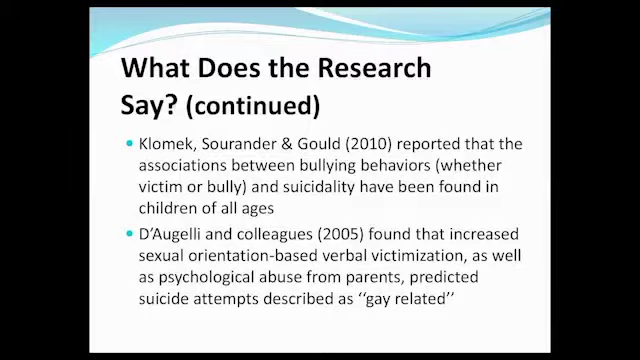 What Does the Research
Say? (continued)
• Klomek, Sourander & Gould (2010) reported that the
associations between bullying behaviors (whether
victim or bully) and suicidality have been found in
children of all ages
• D’Augelli and colleagues (2005) found that increased
sexual orientation-based verbal victimization, as well
as psychological abuse from parents, predicted
suicide attempts described as ‘‘gay related’’